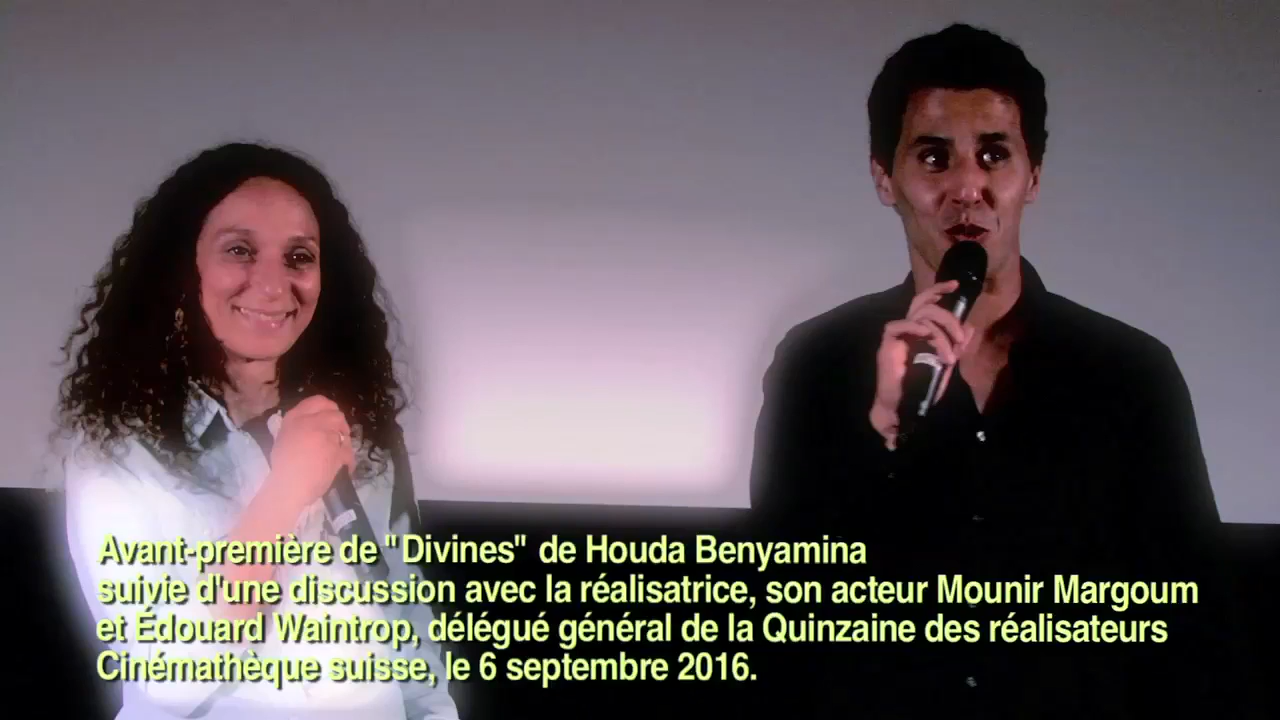 Avant-première de "Divines" de Houda Benyamina
suivie d'une discussion avec la réalisatrice, son acteur Mounir Margoum
et Édouard Waintrop, délégué général de la Quinzaine des réalisateurs
Cinémathèque suisse, le 6 septembre 2016.